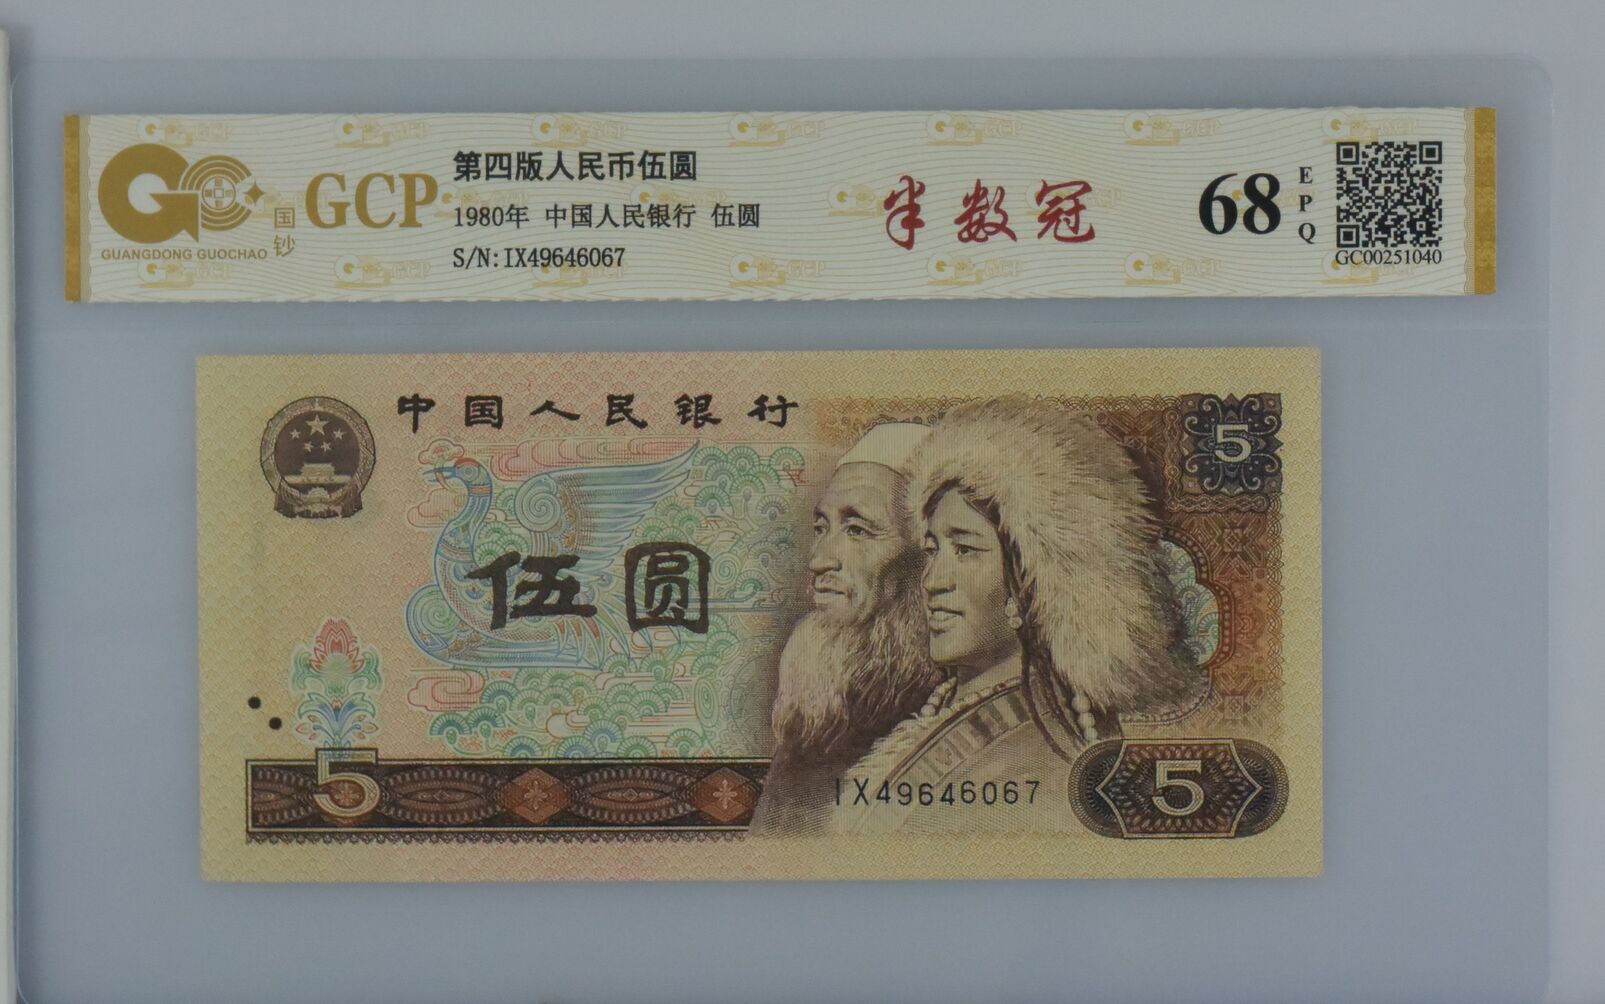 第四版人民币伍圆
GCP
1980年 中国人民银行 伍圆
S/N:IX49646067
国钞
GUANGDONG GUOCHAO
半数冠
68
EPQ
GC00251040
中国人民银行
5
伍圆
5
IX49646067
5